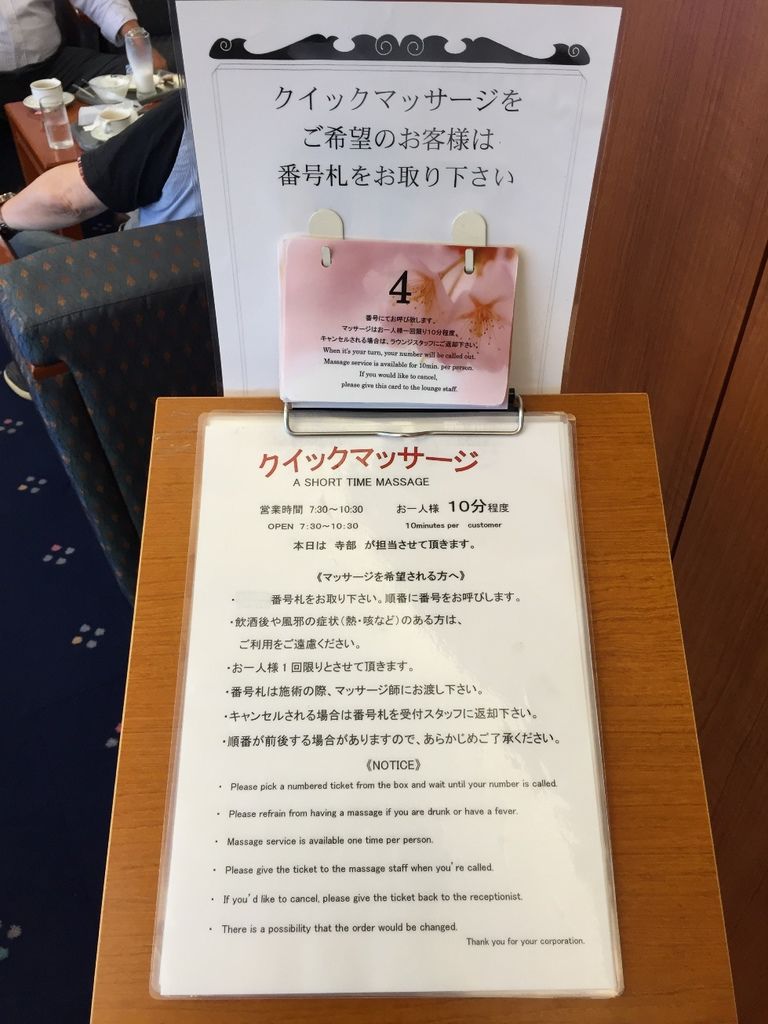 クイックマッサージを
ご希望のお客様は
番号札をお取り下さい
4
番号にてお呼び致します。
マッサージはお一人様一回限り10分程度、
キャンセルされる場合は、ラウンジスタッフにご返却下さい。
When it's your turn, your number will be called out.
Massage service is available for 10min. per person.
If you would like to cancel,
please give this card to the lounge staff.
クイックマッサージ
A SHORT TIME MASSAGE
営業時間 7:30～10:30 お一人様 10分程度
OPEN 7:30～10:30 10minutes per customer
本日は 寺部 が担当させて頂きます。
《マッサージを希望される方へ》
・ 番号札をお取り下さい。順番に番号をお呼びします。
・飲酒後や風邪の症状(熱・咳など)のある方は、
ご利用をご遠慮ください。
・お一人様１回限りとさせて頂きます。
・番号札は施術の際、マッサージ師にお渡し下さい。
・キャンセルされる場合は番号札を受付スタッフに返却下さい。
・順番が前後する場合がありますので、あらかじめご了承ください。
《NOTICE》
・ Please pick a numbered ticket from the box and wait until your number is called.
・ Please refrain from having a massage if you are drunk or have a fever.
・ Massage service is available one time per person.
・ Please give the ticket to the massage staff when you're called.
・ If you'd like to cancel, please give the ticket back to the receptionist.
・ There is a possibility that the order would be changed.
Thank you for your corporation.